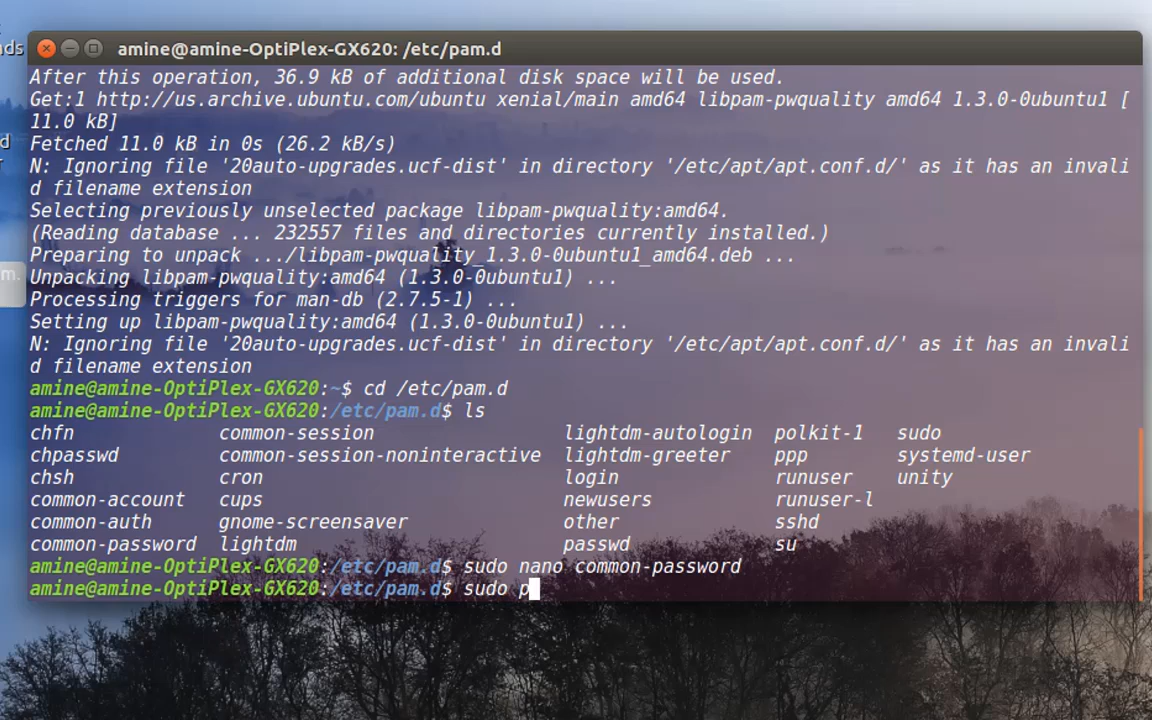 nds
amine@amine-OptiPlex-GX620: /etc/pam.d
After this operation, 36.9 kB of additional disk space will be used.
Get:1 http://us.archive.ubuntu.com/ubuntu xenial/main amd64 libpam-pwquality amd64 1.3.0-0ubuntu1 [
11.0 kB]
Fetched 11.0 kB in 0s (26.2 kB/s)
N: Ignoring file '20auto-upgrades.ucf-dist' in directory '/etc/apt/apt.conf.d/' as it has an invali
d filename extension
Selecting previously unselected package libpam-pwquality:amd64.
(Reading database ... 232557 files and directories currently installed.)
Preparing to unpack .../libpam-pwquality_1.3.0-0ubuntu1_amd64.deb ...
Unpacking libpam-pwquality:amd64 (1.3.0-0ubuntu1) ...
Processing triggers for man-db (2.7.5-1) ...
Setting up libpam-pwquality:amd64 (1.3.0-0ubuntu1) ...
N: Ignoring file '20auto-upgrades.ucf-dist' in directory '/etc/apt/apt.conf.d/' as it has an invali
d filename extension
amine@amine-OptiPlex-GX620:~$ cd /etc/pam.d
amine@amine-OptiPlex-GX620:/etc/pam.d$ ls
chfn common-session lightdm-autologin polkit-1 sudo
chpasswd common-session-noninteractive lightdm-greeter ppp systemd-user
chsh cron login runuser unity
common-account cups newusers runuser-l
common-auth gnome-screensaver other sshd
common-password lightdm passwd su
amine@amine-OptiPlex-GX620:/etc/pam.d$ sudo nano common-password
amine@amine-OptiPlex-GX620:/etc/pam.d$ sudo p